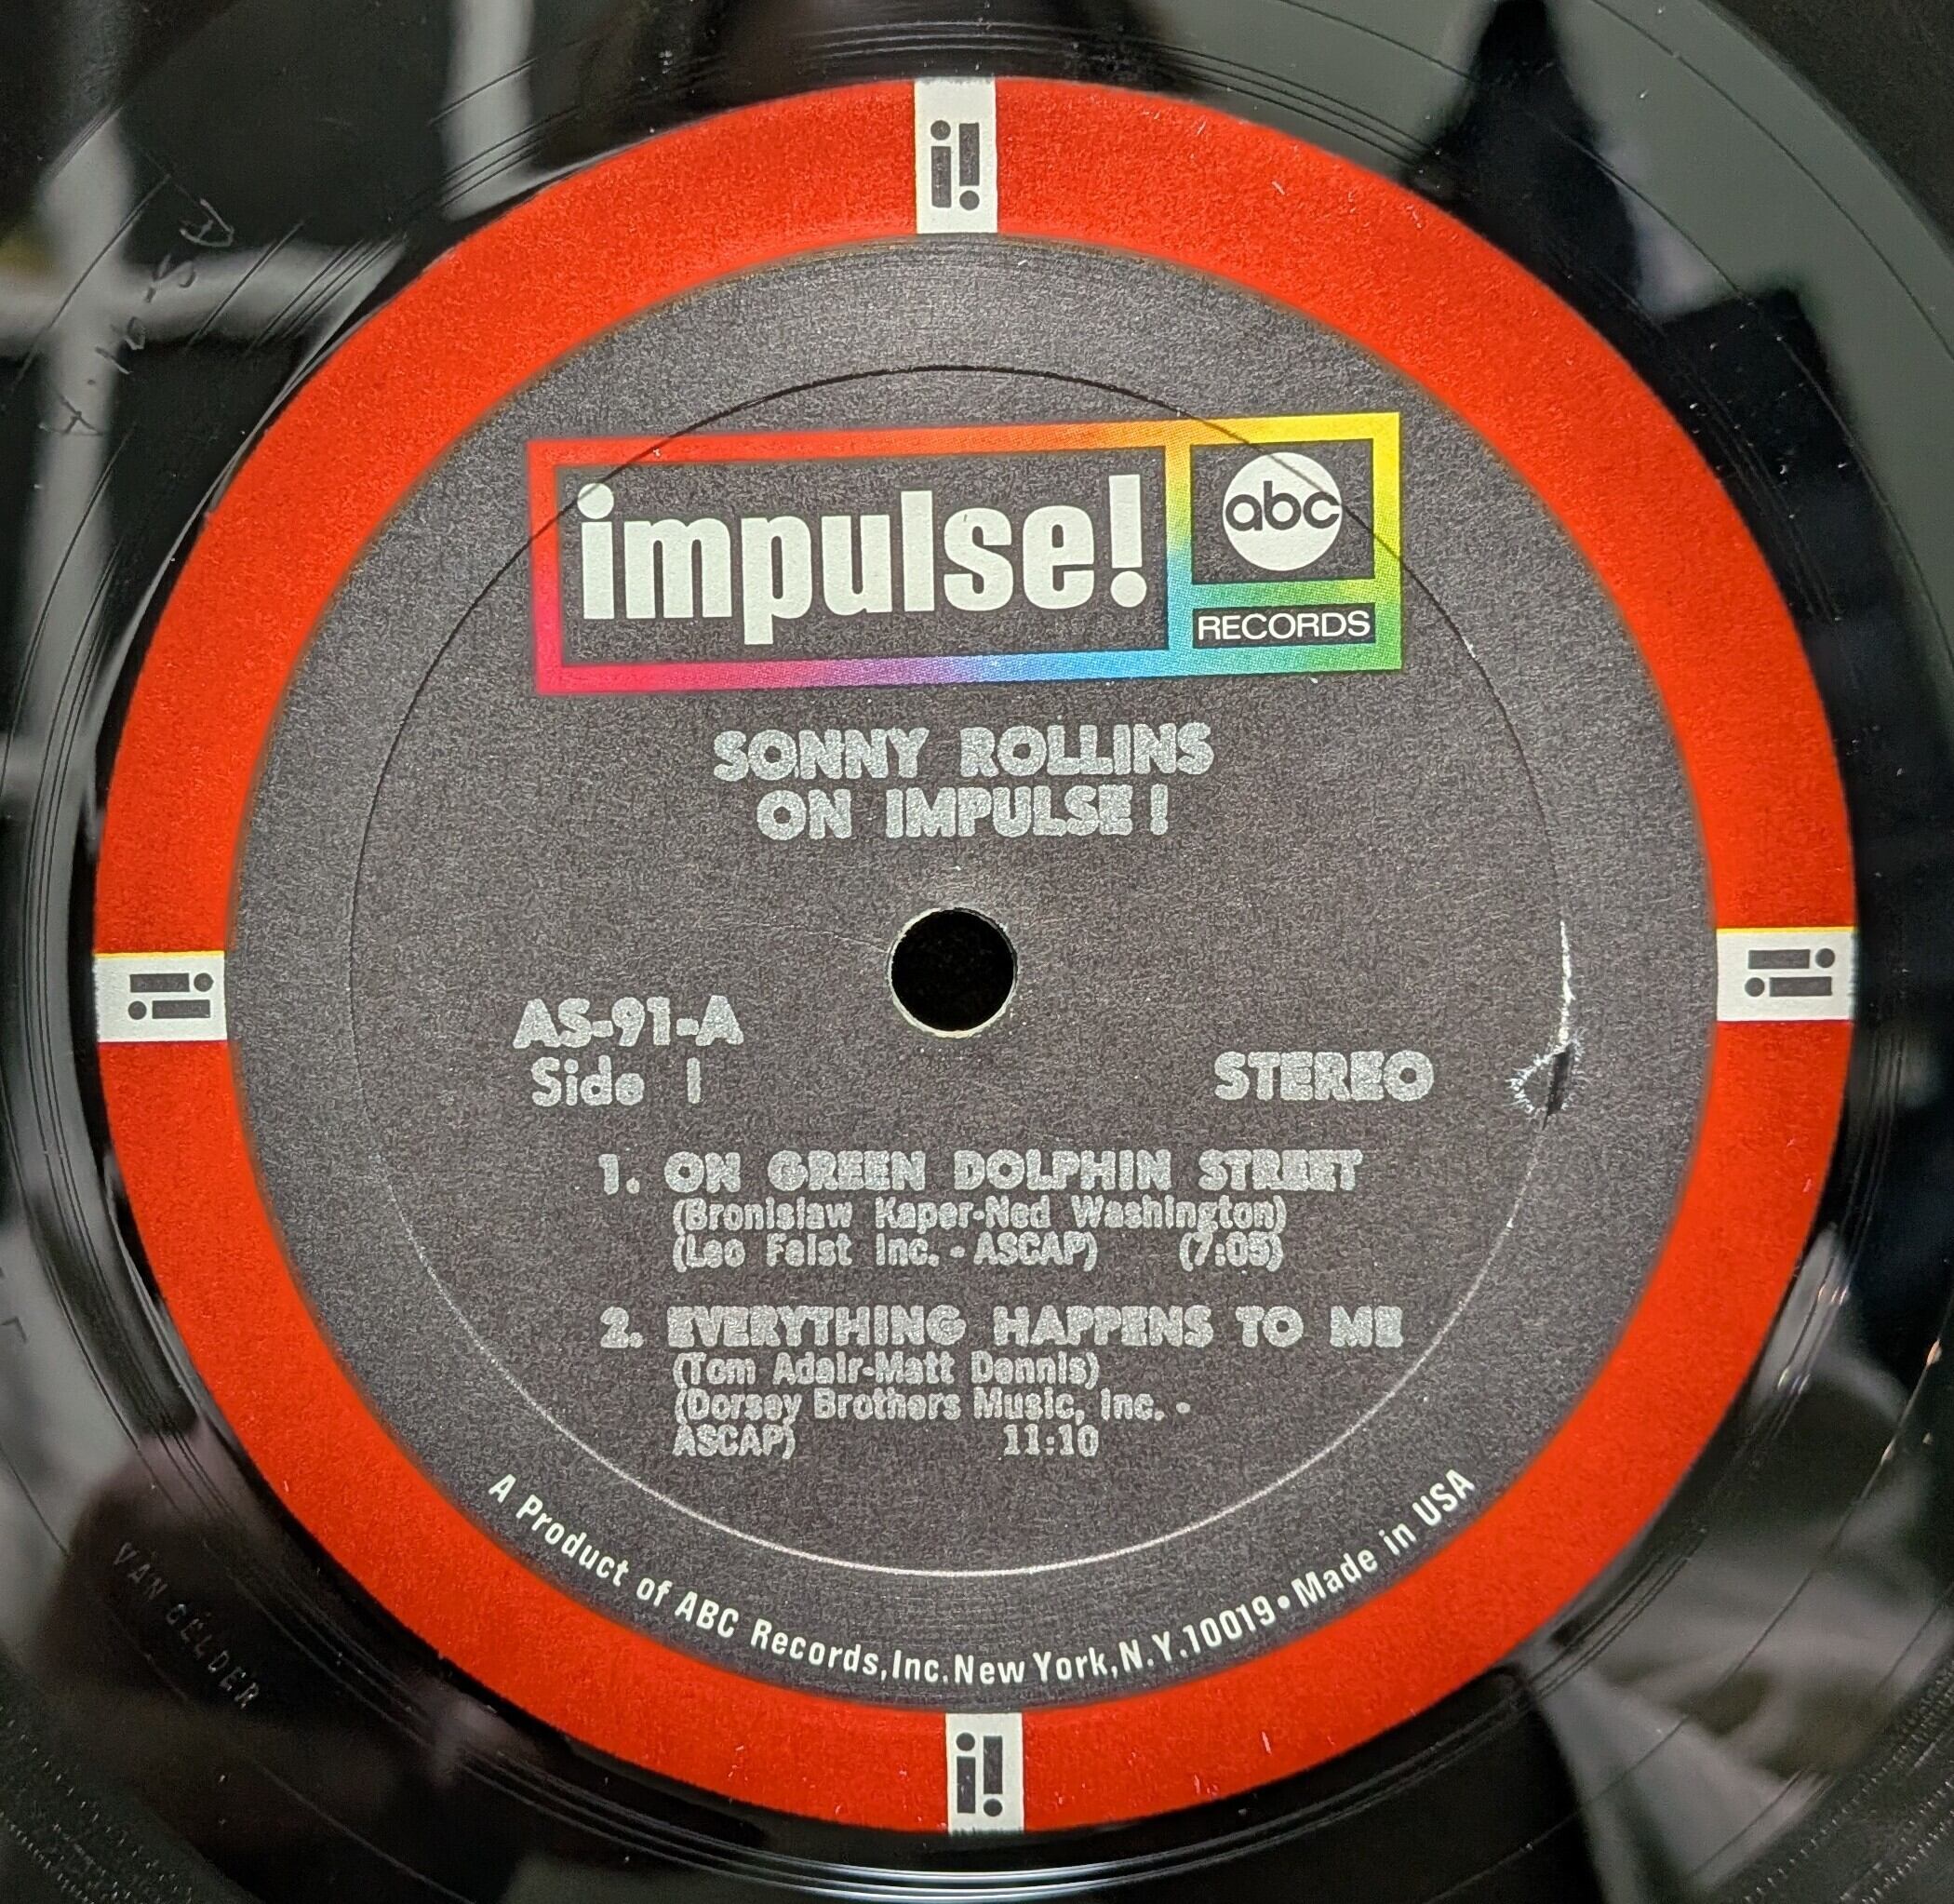 i!
impulse!
abc
RECORDS
SONNY ROLLINS
ON IMPULSE!
i!
i!
AS-91-A
Side 1
STEREO
1. ON GREEN DOLPHIN STREET
(Bronislaw Kaper-Ned Washington)
(Leo Feist Inc. - ASCAP) (7:05)
2. EVERYTHING HAPPENS TO ME
(Tom Adair-Matt Dennis)
(Dorsey Brothers Music, Inc. -
ASCAP) 11:10
A Product of ABC Records, Inc. New York, N.Y. 10019 • Made in USA
i!
VAN GELDER